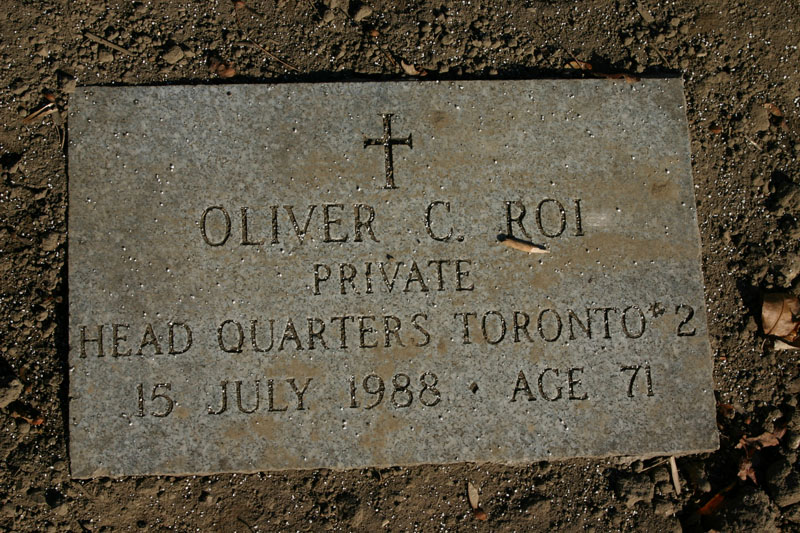 OLIVER C. ROI
PRIVATE
HEAD QUARTERS TORONTO*2
15 JULY 1988 · AGE 71